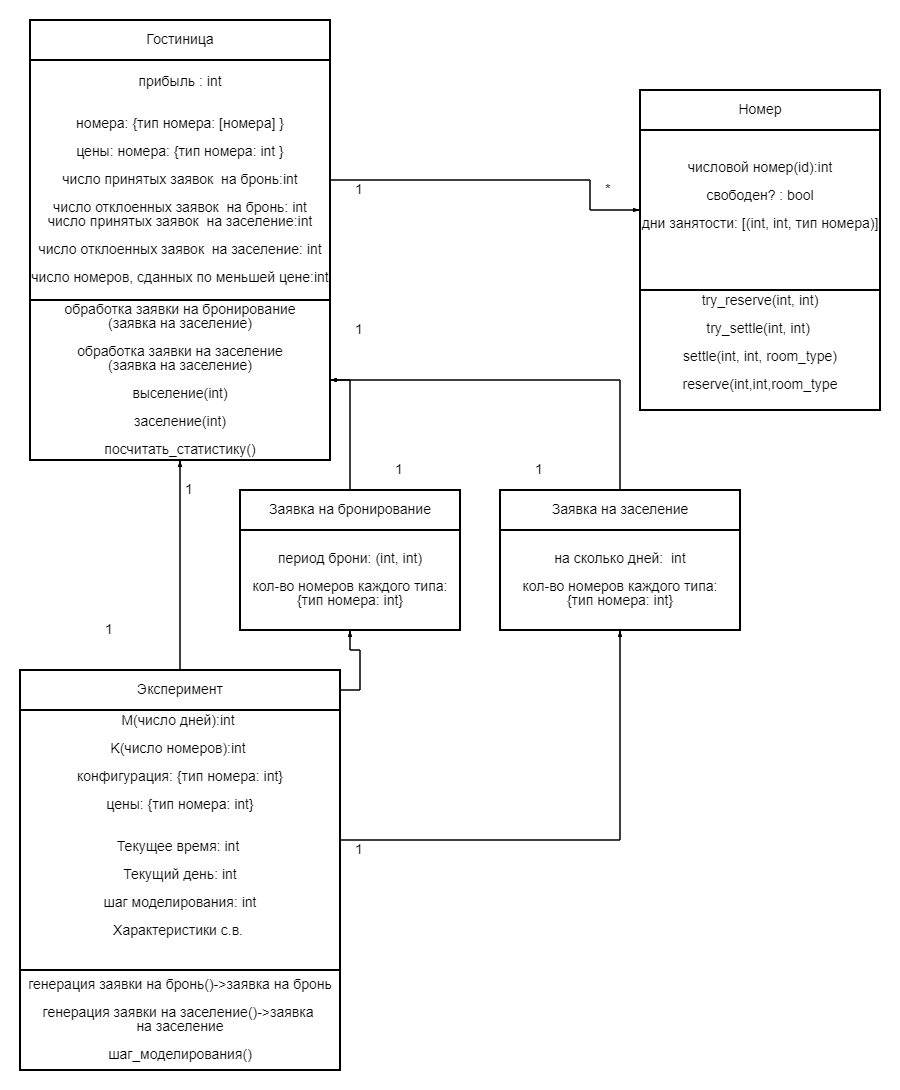 Гостиница
прибыль : int
номера: {тип номера: [номера] }
цены: номера: {тип номера: int }
число принятых заявок на бронь:int
число отклоенных заявок на бронь: int
число принятых заявок на заселение:int
число отклоенных заявок на заселение: int
число номеров, сданных по меньшей цене:int
обработка заявки на бронирование
(заявка на заселение)
обработка заявки на заселение
(заявка на заселение)
выселение(int)
заселение(int)
посчитать_статистику()
1
*
Номер
числовой номер(id):int
свободен? : bool
дни занятости: [(int, int, тип номера)]
try_reserve(int, int)
try_settle(int, int)
settle(int, int, room_type)
reserve(int,int,room_type
1
1
1
1
Заявка на бронирование
период брони: (int, int)
кол-во номеров каждого типа:
{тип номера: int}
Заявка на заселение
на сколько дней: int
кол-во номеров каждого типа:
{тип номера: int}
1
Эксперимент
M(число дней):int
K(число номеров):int
конфигурация: {тип номера: int}
цены: {тип номера: int}
Текущее время: int
Текущий день: int
шаг моделирования: int
Характеристики с.в.
1
генерация заявки на бронь()->заявка на бронь
генерация заявки на заселение()->заявка
на заселение
шаг_моделирования()